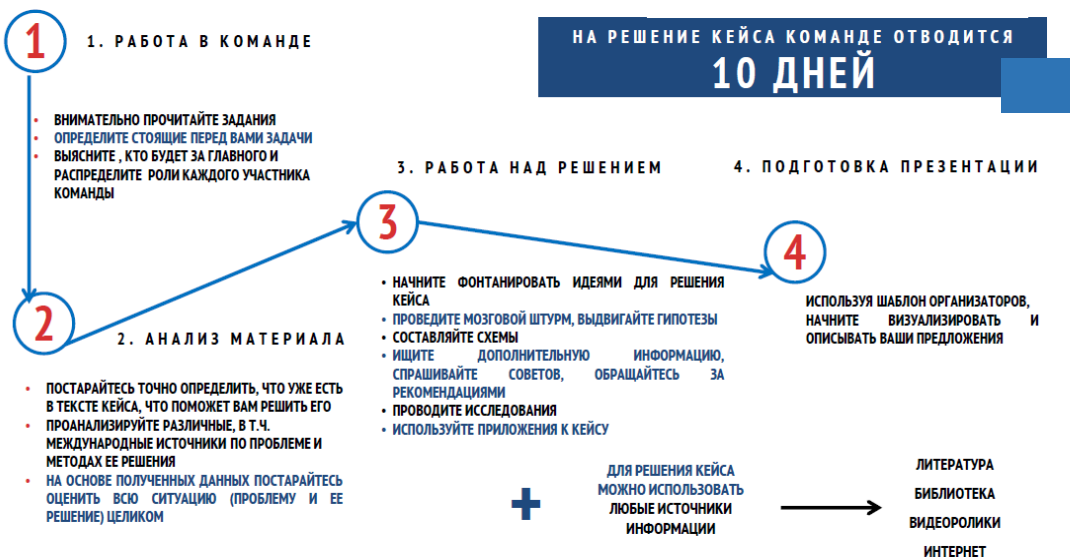 1
1. РАБОТА В КОМАНДЕ
НА РЕШЕНИЕ КЕЙСА КОМАНДЕ ОТВОДИТСЯ
10 ДНЕЙ
• ВНИМАТЕЛЬНО ПРОЧИТАЙТЕ ЗАДАНИЯ
• ОПРЕДЕЛИТЕ СТОЯЩИЕ ПЕРЕД ВАМИ ЗАДАЧИ
• ВЫЯСНИТЕ , КТО БУДЕТ ЗА ГЛАВНОГО И
РАСПРЕДЕЛИТЕ РОЛИ КАЖДОГО УЧАСТНИКА
КОМАНДЫ
2
2. АНАЛИЗ МАТЕРИАЛА
• ПОСТАРАЙТЕСЬ ТОЧНО ОПРЕДЕЛИТЬ, ЧТО УЖЕ ЕСТЬ
В ТЕКСТЕ КЕЙСА, ЧТО ПОМОЖЕТ ВАМ РЕШИТЬ ЕГО
• ПРОАНАЛИЗИРУЙТЕ РАЗЛИЧНЫЕ, В Т.Ч.
МЕЖДУНАРОДНЫЕ ИСТОЧНИКИ ПО ПРОБЛЕМЕ И
МЕТОДАХ ЕЕ РЕШЕНИЯ
• НА ОСНОВЕ ПОЛУЧЕННЫХ ДАННЫХ ПОСТАРАЙТЕСЬ
ОЦЕНИТЬ ВСЮ СИТУАЦИЮ (ПРОБЛЕМУ И ЕЕ
РЕШЕНИЕ) ЦЕЛИКОМ
3. РАБОТА НАД РЕШЕНИЕМ
3
• НАЧНИТЕ ФОНТАНИРОВАТЬ ИДЕЯМИ ДЛЯ РЕШЕНИЯ
КЕЙСА
• ПРОВЕДИТЕ МОЗГОВОЙ ШТУРМ, ВЫДВИГАЙТЕ ГИПОТЕЗЫ
• СОСТАВЛЯЙТЕ СХЕМЫ
• ИЩИТЕ ДОПОЛНИТЕЛЬНУЮ ИНФОРМАЦИЮ,
СПРАШИВАЙТЕ СОВЕТОВ, ОБРАЩАЙТЕСЬ ЗА
РЕКОМЕНДАЦИЯМИ
• ПРОВОДИТЕ ИССЛЕДОВАНИЯ
• ИСПОЛЬЗУЙТЕ ПРИЛОЖЕНИЯ К КЕЙСУ
4. ПОДГОТОВКА ПРЕЗЕНТАЦИИ
4
ИСПОЛЬЗУЯ ШАБЛОН ОРГАНИЗАТОРОВ,
НАЧНИТЕ ВИЗУАЛИЗИРОВАТЬ И
ОПИСЫВАТЬ ВАШИ ПРЕДЛОЖЕНИЯ
+
ДЛЯ РЕШЕНИЯ КЕЙСА
МОЖНО ИСПОЛЬЗОВАТЬ
ЛЮБЫЕ ИСТОЧНИКИ
ИНФОРМАЦИИ
ЛИТЕРАТУРА
БИБЛИОТЕКА
ВИДЕОРОЛИКИ
ИНТЕРНЕТ